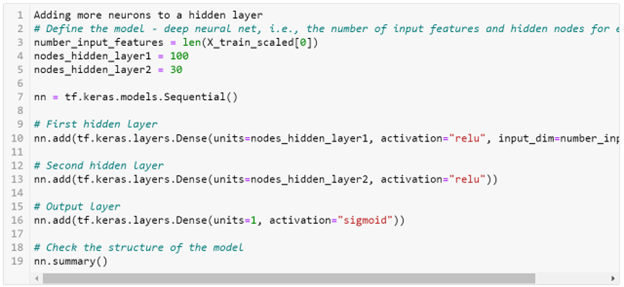 1 Adding more neurons to a hidden layer
2 # Define the model - deep neural net, i.e., the number of input features and hidden nodes for e
3 number_input_features = len(X_train_scaled[0])
4 nodes_hidden_layer1 = 100
5 nodes_hidden_layer2 = 30
6
7 nn = tf.keras.models.Sequential()
8
9 # First hidden layer
10 nn.add(tf.keras.layers.Dense(units=nodes_hidden_layer1, activation="relu", input_dim=number_inp
11
12 # Second hidden layer
13 nn.add(tf.keras.layers.Dense(units=nodes_hidden_layer2, activation="relu"))
14
15 # Output layer
16 nn.add(tf.keras.layers.Dense(units=1, activation="sigmoid"))
17
18 # Check the structure of the model
19 nn.summary()